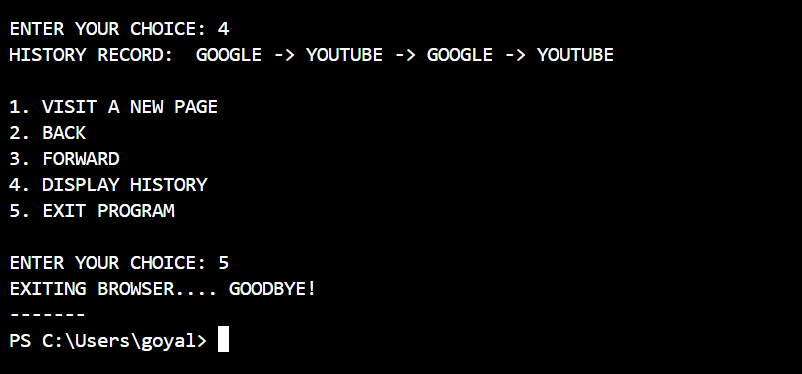 ENTER YOUR CHOICE: 4
HISTORY RECORD:  GOOGLE -> YOUTUBE -> GOOGLE -> YOUTUBE
1. VISIT A NEW PAGE
2. BACK
3. FORWARD
4. DISPLAY HISTORY
5. EXIT PROGRAM
ENTER YOUR CHOICE: 5
EXITING BROWSER.... GOODBYE!
-------
PS C:\Users\goyal>